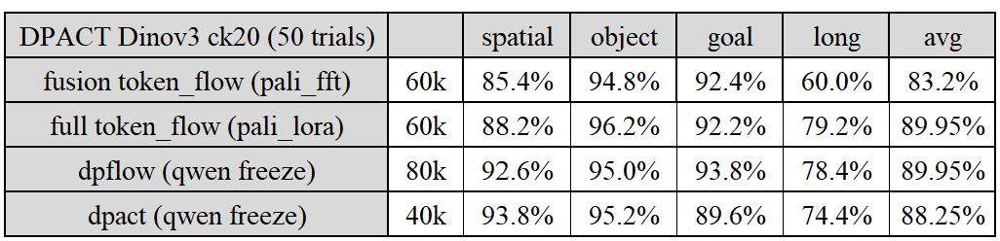 DPACT Dinov3 ck20 (50 trials) spatial object goal long avg
fusion token_flow (pali_fft) 60k 85.4% 94.8% 92.4% 60.0% 83.2%
full token_flow (pali_lora) 60k 88.2% 96.2% 92.2% 79.2% 89.95%
dpflow (qwen freeze) 80k 92.6% 95.0% 93.8% 78.4% 89.95%
dpact (qwen freeze) 40k 93.8% 95.2% 89.6% 74.4% 88.25%